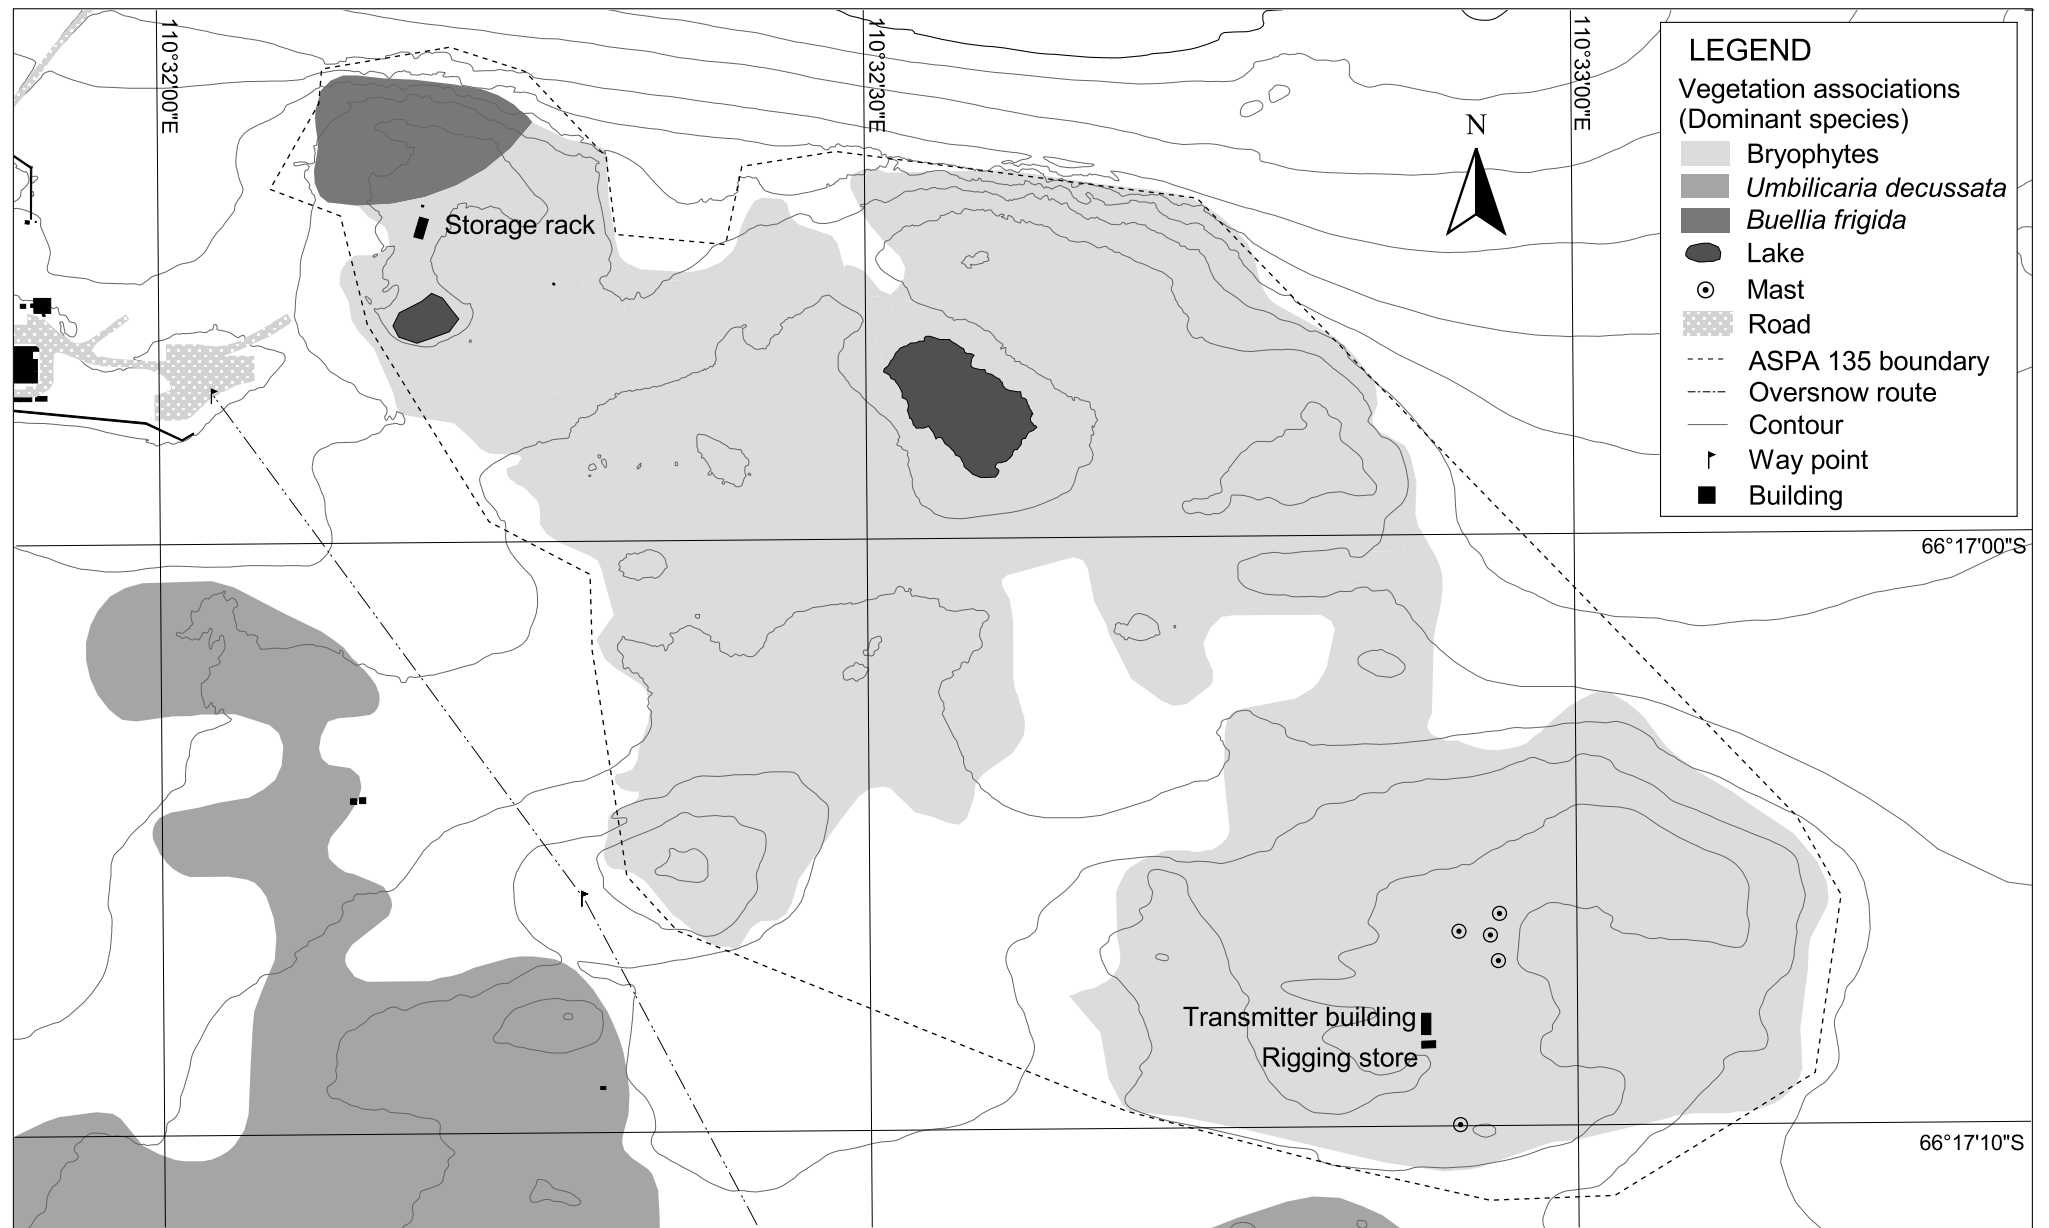 110°32'00"E
110°32'30"E
110°33'00"E
LEGEND
Vegetation associations
(Dominant species)
Bryophytes
Umbilicaria decussata
Buellia frigida
Lake
Mast
Road
ASPA 135 boundary
Oversnow route
Contour
Way point
Building
N
Storage rack
66°17'00"S
Transmitter building
Rigging store
66°17'10"S